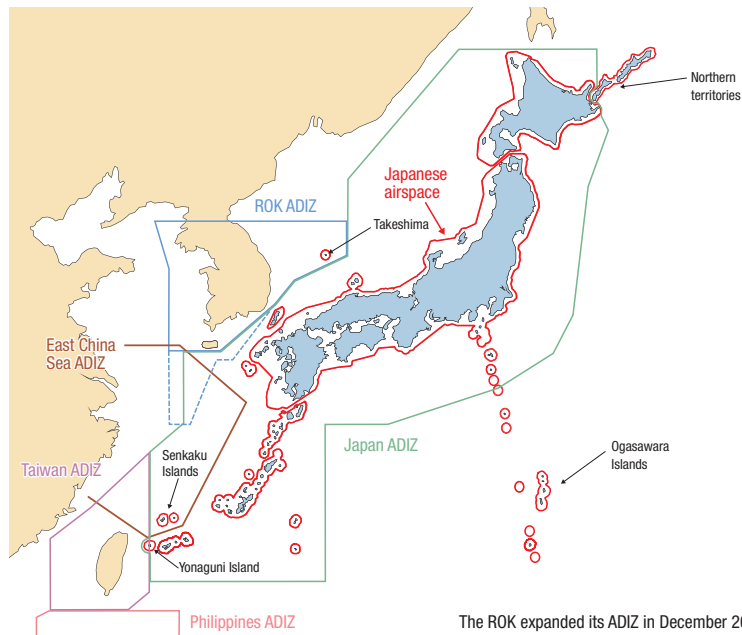 Northern
territories
Japanese
airspace
ROK ADIZ
Takeshima
East China
Sea ADIZ
Japan ADIZ
Senkaku
Islands
Ogasawara
Islands
Taiwan ADIZ
Yonaguni Island
Philippines ADIZ
The ROK expanded its ADIZ in December